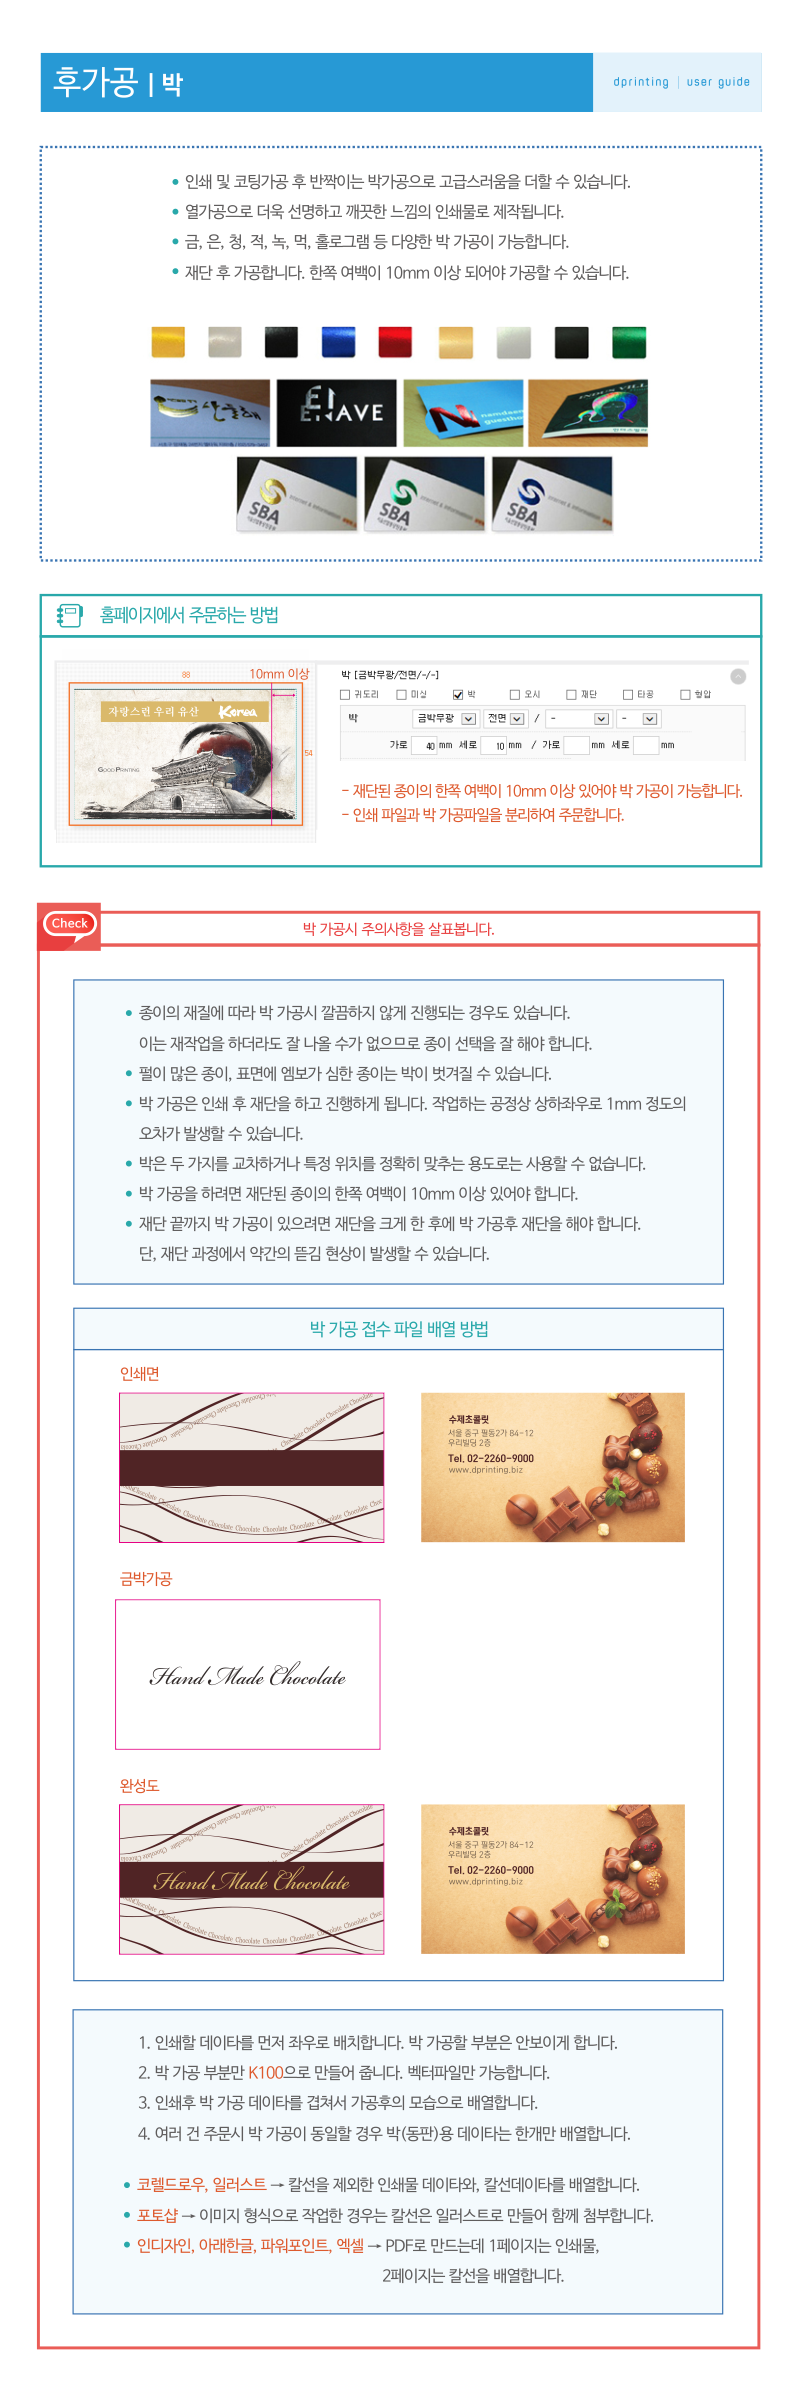 후가공 | 박
dprinting | user guide
• 인쇄 및 코팅가공 후 반짝이는 박가공으로 고급스러움을 더할 수 있습니다.
• 열가공으로 더욱 선명하고 깨끗한 느낌의 인쇄물로 제작됩니다.
• 금, 은, 청, 적, 녹, 먹, 홀로그램 등 다양한 박 가공이 가능합니다.
• 재단 후 가공합니다. 한쪽 여백이 10mm 이상 되어야 가공할 수 있습니다.
산들해
ENAVE
namdaem
guesthou
SBA
SBA
SBA
홈페이지에서 주문하는 방법
88
10mm 이상
자랑스런 우리 유산 Korea
GOOD PRINTING
54
박 [금박무광/전면/-/-]
귀도리 미싱 박 오시 재단 타공 형압
박 금박무광 전면 / - -
가로 40 mm 세로 10 mm / 가로 mm 세로 mm
- 재단된 종이의 한쪽 여백이 10mm 이상 있어야 박 가공이 가능합니다.
- 인쇄 파일과 박 가공파일을 분리하여 주문합니다.
Check
박 가공시 주의사항을 살표봅니다.
• 종이의 재질에 따라 박 가공시 깔끔하지 않게 진행되는 경우도 있습니다.
이는 재작업을 하더라도 잘 나올 수가 없으므로 종이 선택을 잘 해야 합니다.
• 펄이 많은 종이, 표면에 엠보가 심한 종이는 박이 벗겨질 수 있습니다.
• 박 가공은 인쇄 후 재단을 하고 진행하게 됩니다. 작업하는 공정상 상하좌우로 1mm 정도의
오차가 발생할 수 있습니다.
• 박은 두 가지를 교차하거나 특정 위치를 정확히 맞추는 용도로는 사용할 수 없습니다.
• 박 가공을 하려면 재단된 종이의 한쪽 여백이 10mm 이상 있어야 합니다.
• 재단 끝까지 박 가공이 있으려면 재단을 크게 한 후에 박 가공후 재단을 해야 합니다.
단, 재단 과정에서 약간의 뜯김 현상이 발생할 수 있습니다.
박 가공 접수 파일 배열 방법
인쇄면
수제초콜릿
서울 중구 필동2가 84-12
우리빌딩 2층
Tel. 02-2260-9000
www.dprinting.biz
금박가공
Hand Made Chocolate
완성도
Hand Made Chocolate
수제초콜릿
서울 중구 필동2가 84-12
우리빌딩 2층
Tel. 02-2260-9000
www.dprinting.biz
1. 인쇄할 데이타를 먼저 좌우로 배치합니다. 박 가공할 부분은 안보이게 합니다.
2. 박 가공 부분만 K100으로 만들어 줍니다. 벡터파일만 가능합니다.
3. 인쇄후 박 가공 데이타를 겹쳐서 가공후의 모습으로 배열합니다.
4. 여러 건 주문시 박 가공이 동일할 경우 박(동판)용 데이타는 한개만 배열합니다.
• 코렐드로우, 일러스트 → 칼선을 제외한 인쇄물 데이타와, 칼선데이타를 배열합니다.
• 포토샵 → 이미지 형식으로 작업한 경우는 칼선은 일러스트로 만들어 함께 첨부합니다.
• 인디자인, 아래한글, 파워포인트, 엑셀 → PDF로 만드는데 1페이지는 인쇄물,
2페이지는 칼선을 배열합니다.